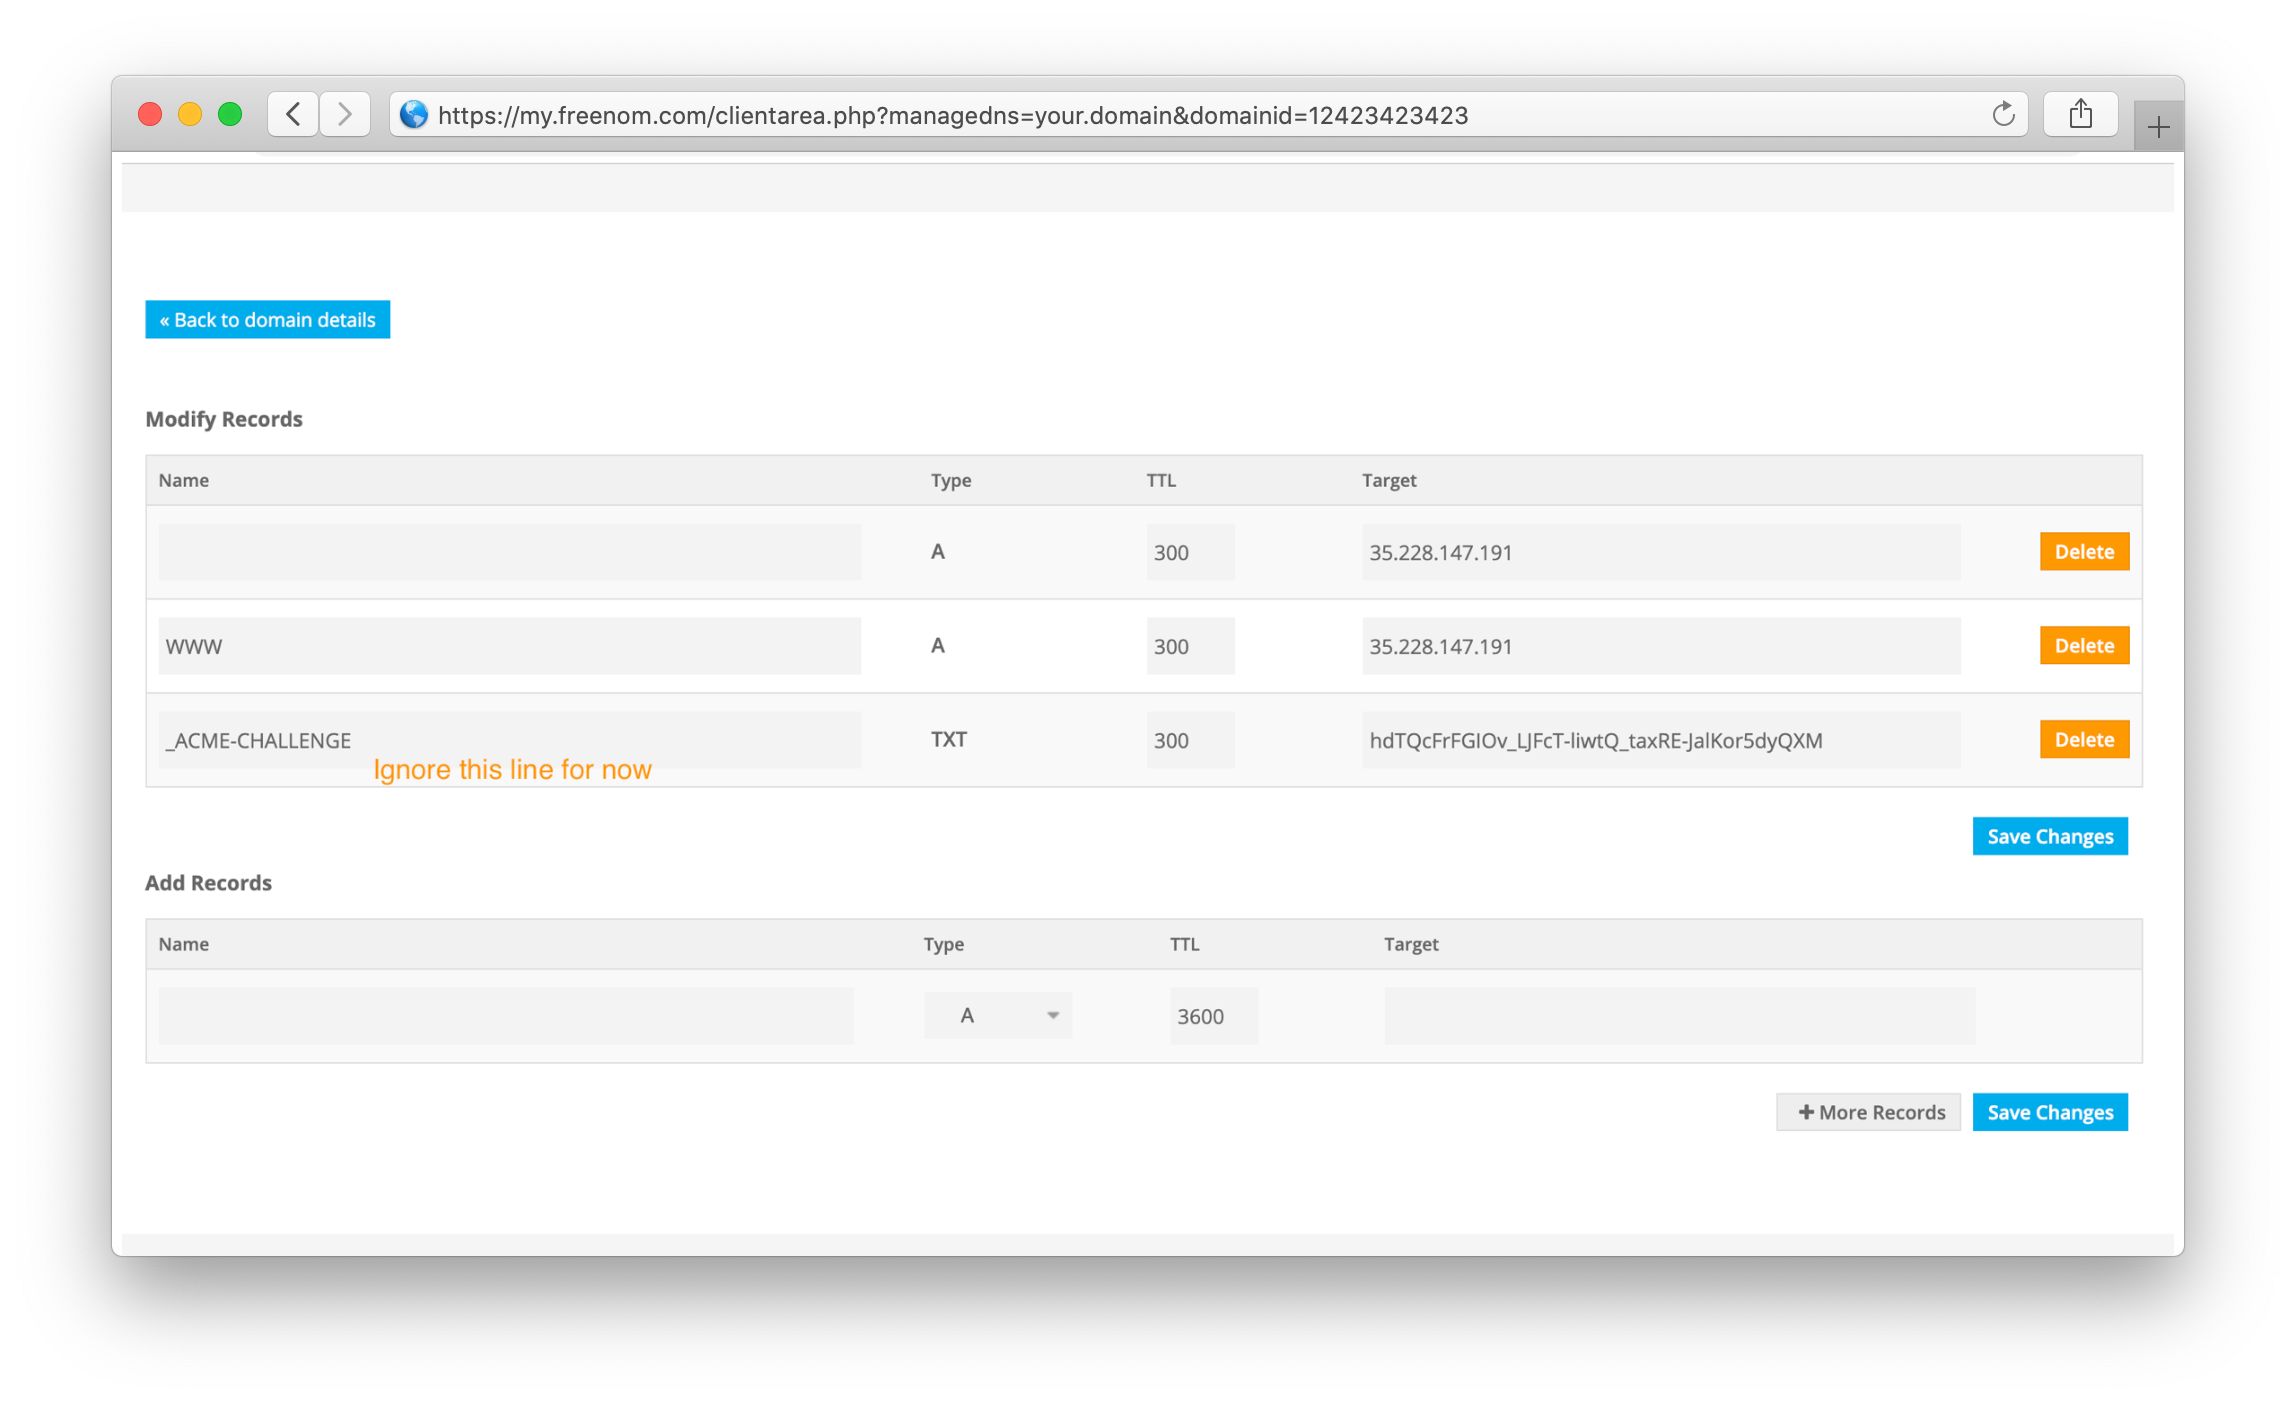 https://my.freenom.com/clientarea.php?managedns=your.domain&domainid=12423423423
« Back to domain details
Modify Records
Name Type TTL Target
A 300 35.228.147.191 Delete
WWW A 300 35.228.147.191 Delete
_ACME-CHALLENGE TXT 300 hdTQcFrFGIOv_LJFcT-liwtQ_taxRE-JalKor5dyQXM Delete
Ignore this line for now
Save Changes
Add Records
Name Type TTL Target
A 3600
+ More Records Save Changes